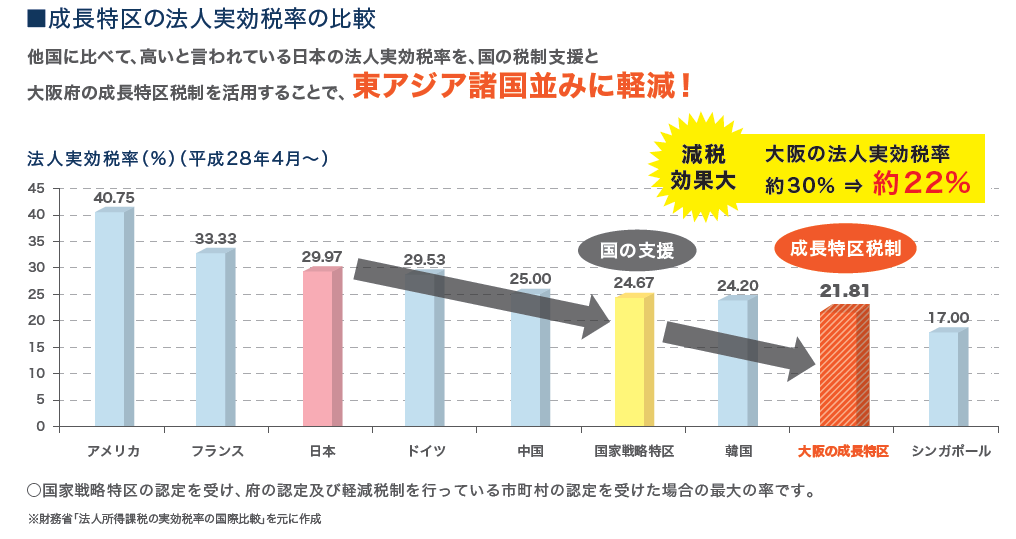 ■成長特区の法人実効税率の比較
他国に比べて、高いと言われている日本の法人実効税率を、国の税制支援と
大阪府の成長特区税制を活用することで、東アジア諸国並みに軽減！
減税
効果大
大阪の法人実効税率
約30% ⇒ 約22%
法人実効税率（%）（平成28年4月〜）
45
40
35
30
25
20
15
10
5
0
40.75
33.33
29.97
29.53
25.00
国の支援
24.67
24.20
成長特区税制
21.81
17.00
アメリカ
フランス
日本
ドイツ
中国
国家戦略特区
韓国
大阪の成長特区
シンガポール
○国家戦略特区の認定を受け、府の認定及び軽減税制を行っている市町村の認定を受けた場合の最大の率です。
※財務省「法人所得課税の実効税率の国際比較」を元に作成